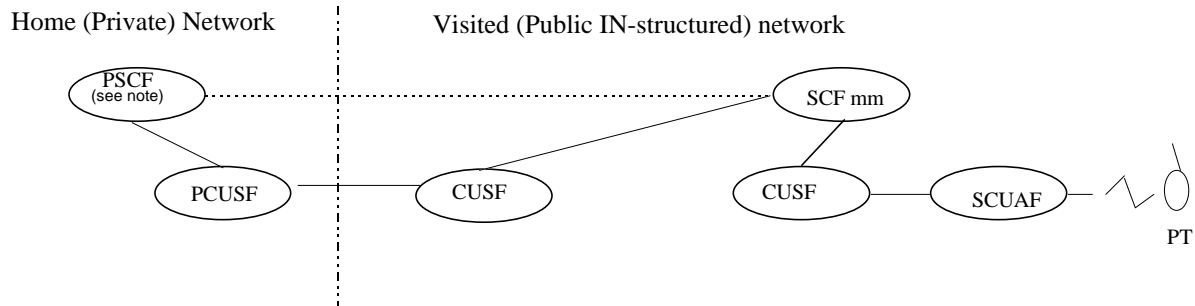 Home (Private) Network
Visited (Public IN-structured) network
PSCF
(see note)
SCF mm
PCUSF
CUSF
CUSF
SCUAF
PT